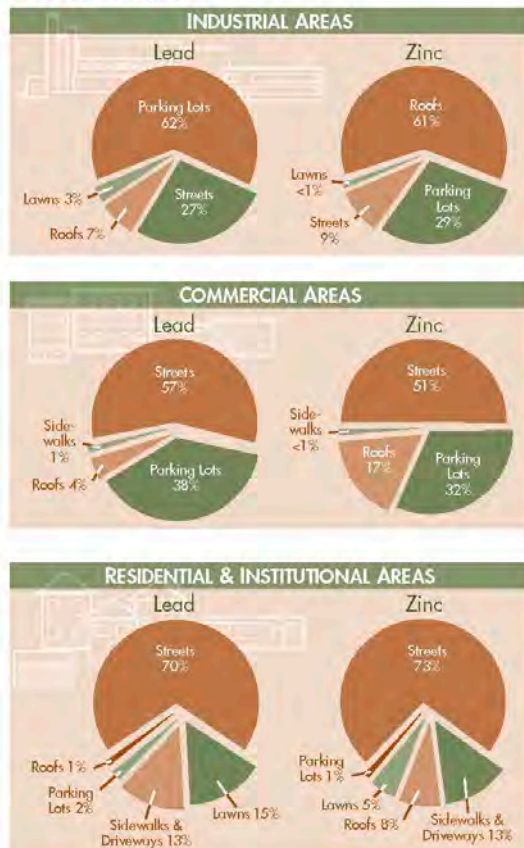 INDUSTRIAL AREAS
Lead
Parking Lots
62%
Streets
27%
Roofs 7%
Lawns 3%
Zinc
Roofs
61%
Parking
Lots
29%
Streets
9%
Lawns
<1%
COMMERCIAL AREAS
Lead
Streets
57%
Parking Lots
38%
Roofs 4%
Side-
walks
1%
Zinc
Streets
51%
Parking
Lots
32%
Roofs
17%
Side-
walks
<1%
RESIDENTIAL & INSTITUTIONAL AREAS
Lead
Streets
70%
Lawns 15%
Sidewalks &
Driveways 13%
Parking
Lots 2%
Roofs 1%
Zinc
Streets
73%
Sidewalks &
Driveways 13%
Roofs 8%
Lawns 5%
Parking
Lots 1%